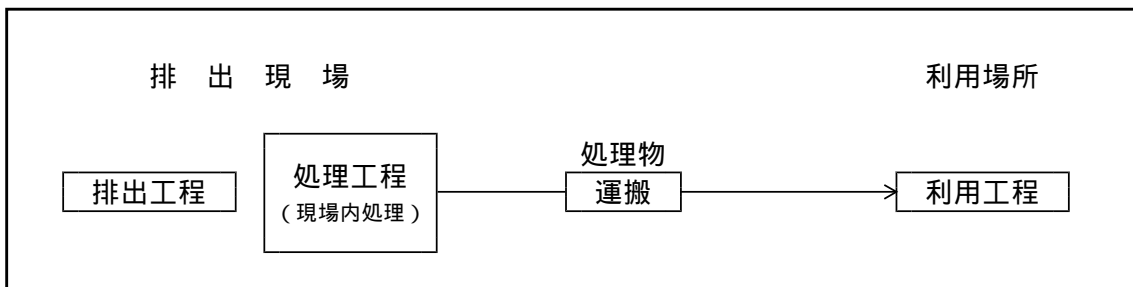 排出現場
利用場所
排出工程
処理工程
（現場内処理）
処理物
運搬
利用工程